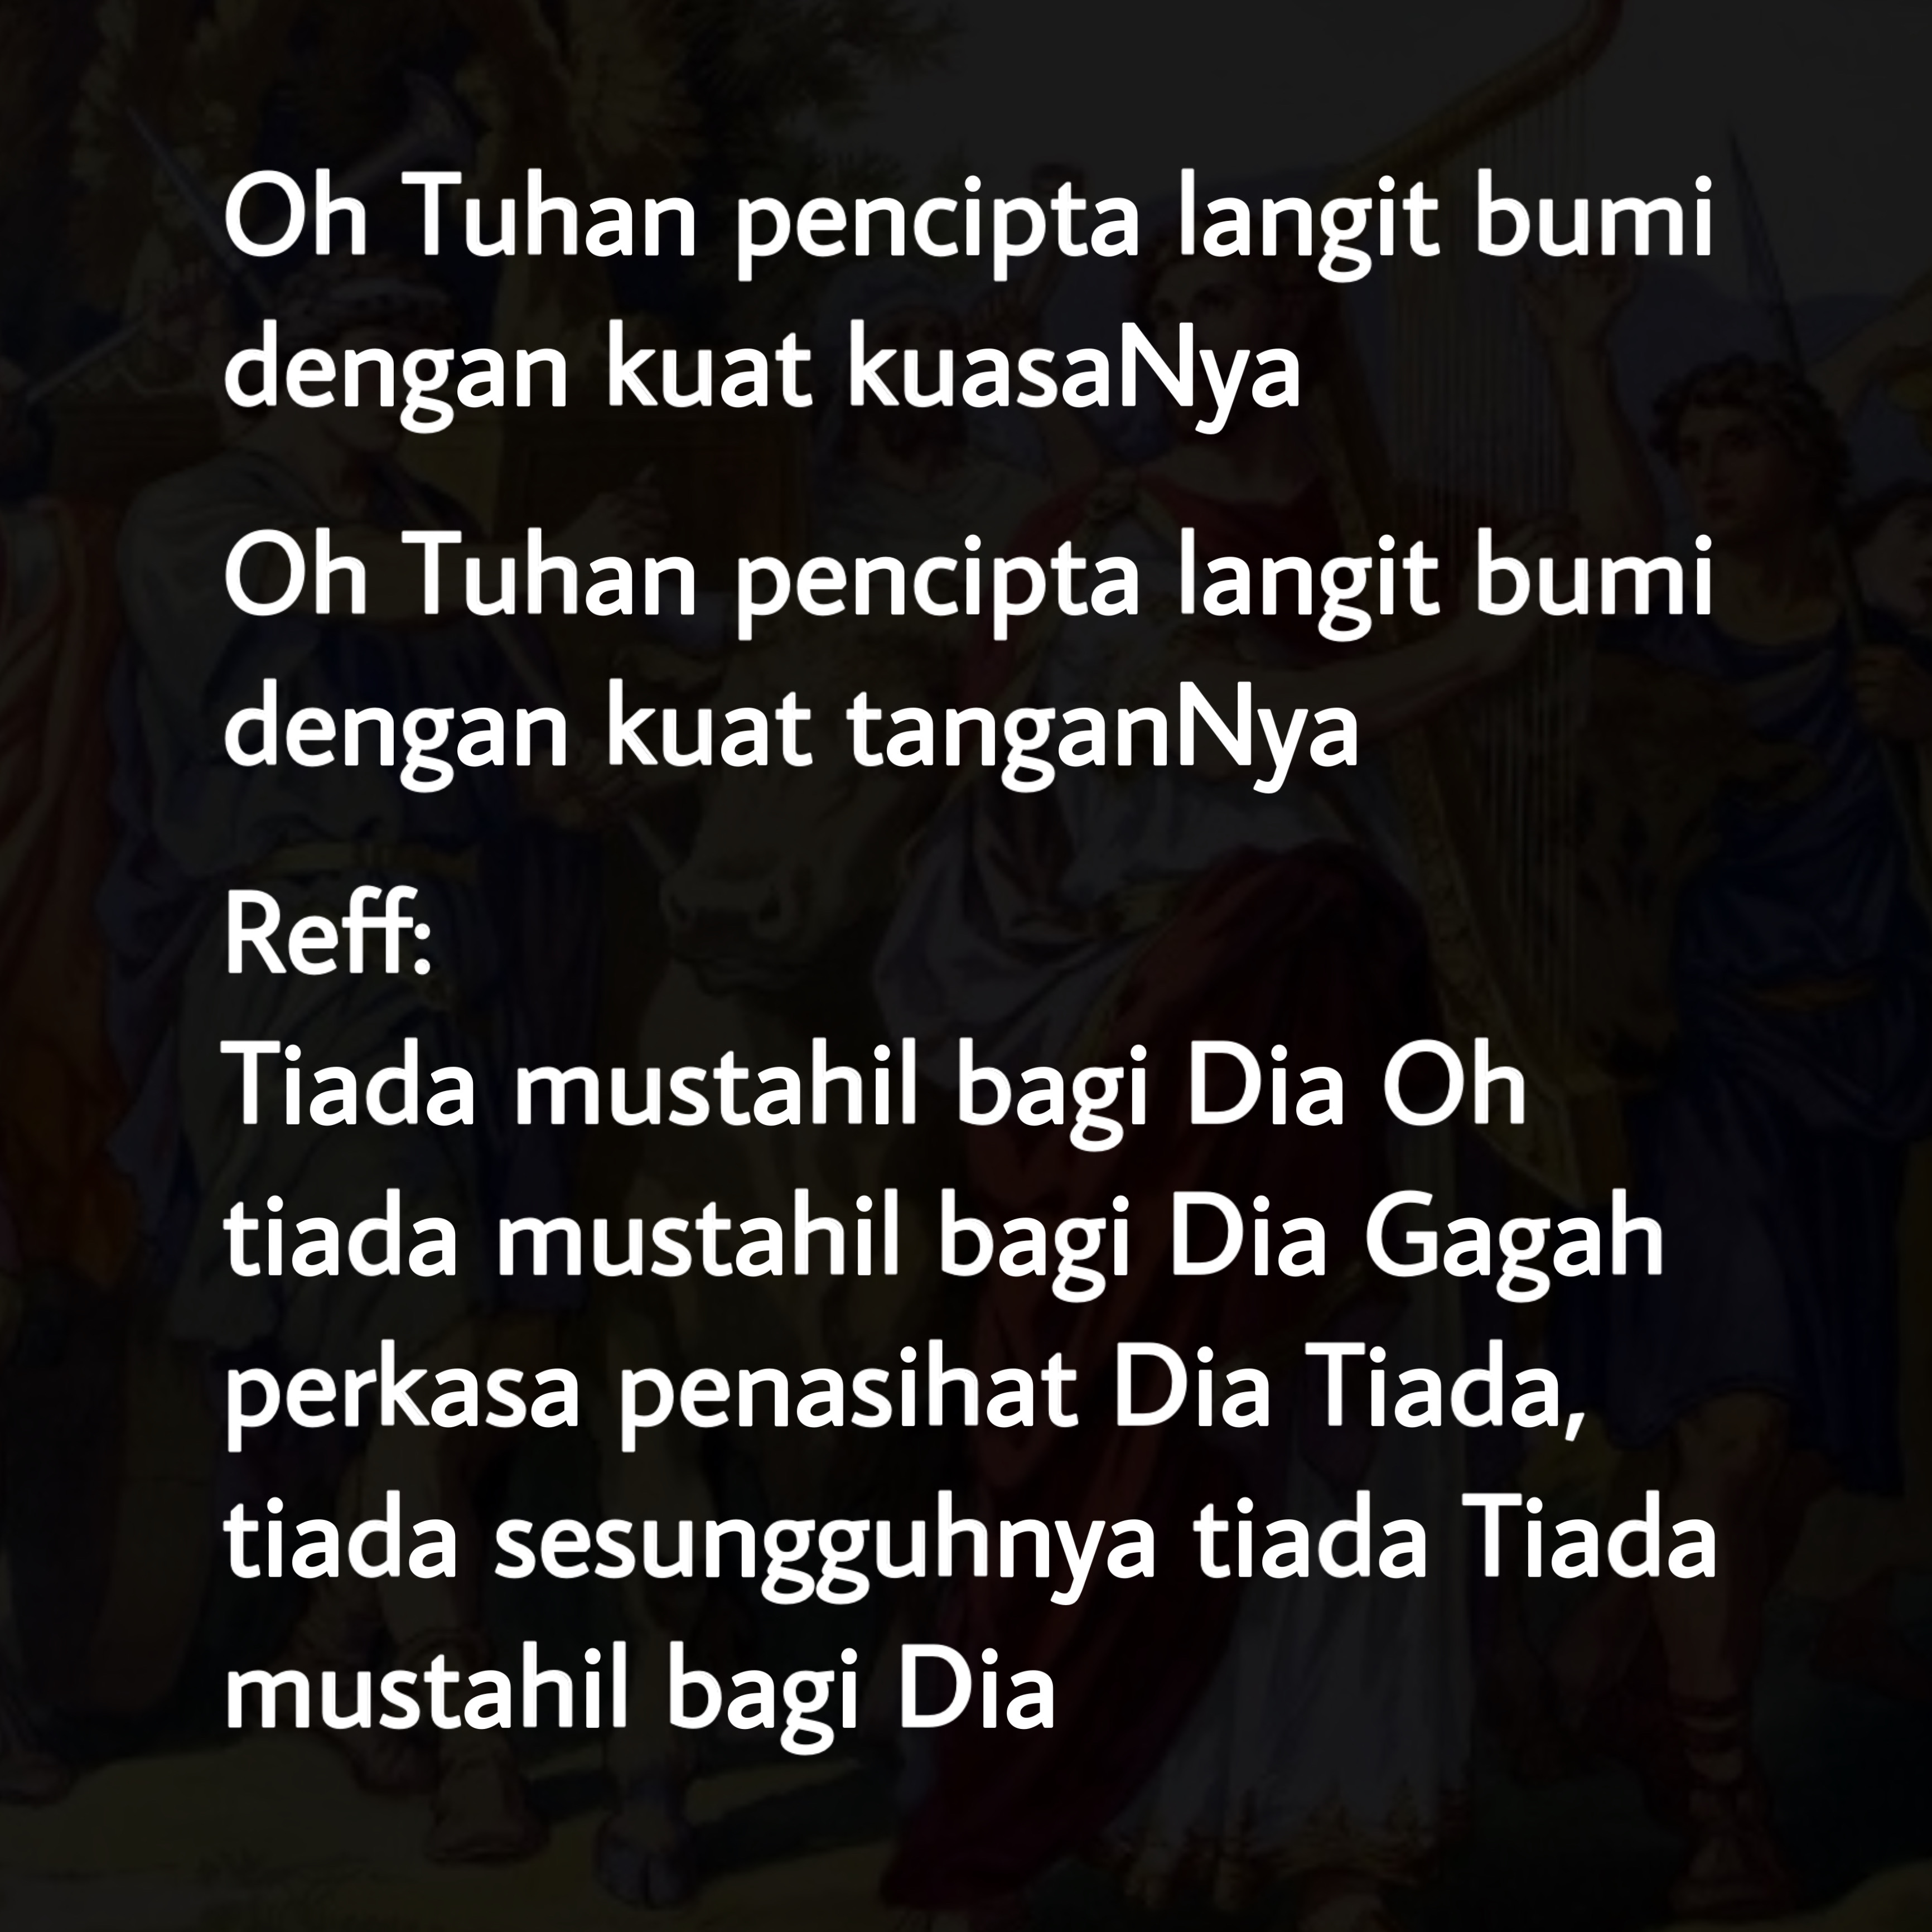 Oh Tuhan pencipta langit bumi
dengan kuat kuasaNya
Oh Tuhan pencipta langit bumi
dengan kuat tanganNya
Reff:
Tiada mustahil bagi Dia Oh
tiada mustahil bagi Dia Gagah
perkasa penasihat Dia Tiada,
tiada sesungguhnya tiada Tiada
mustahil bagi Dia